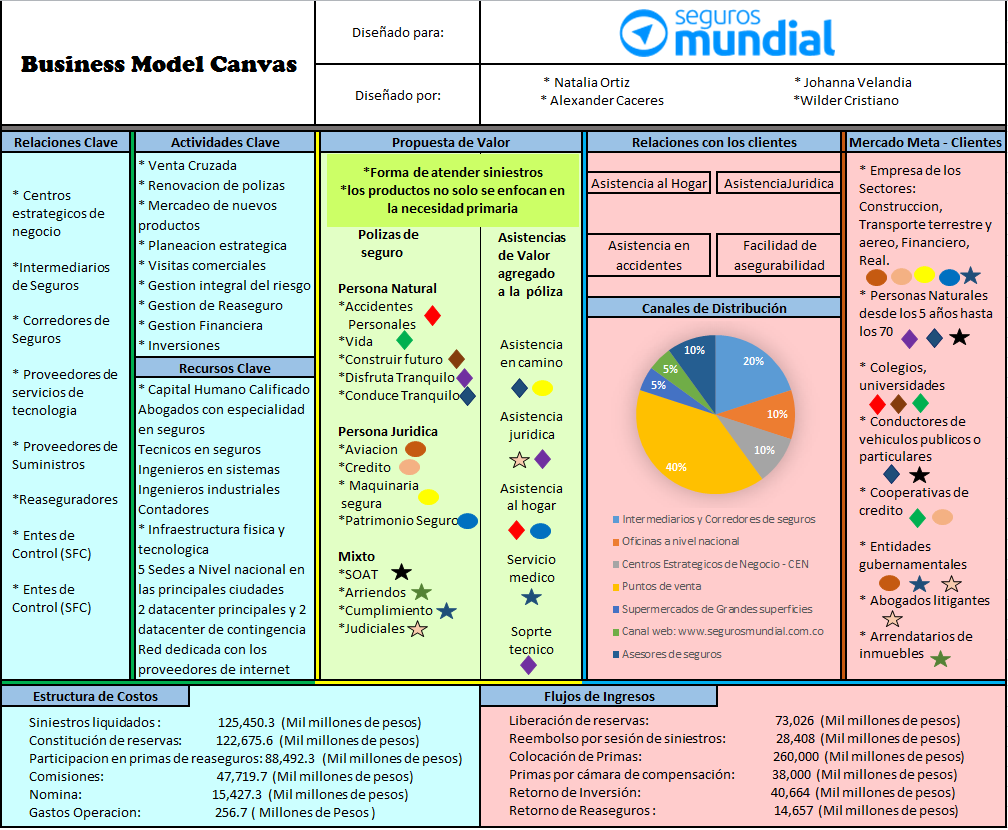 Business Model Canvas
Diseñado para:
seguros
mundial
Diseñado por:
* Natalia Ortiz
* Johanna Velandia
* Alexander Caceres
*Wilder Cristiano
Relaciones Clave
* Centros
estrategicos de
negocio
*Intermediarios
de Seguros
* Corredores de
Seguros
* Proveedores de
servicios de
tecnologia
* Proveedores de
Suministros
*Reaseguradores
* Entes de
Control (SFC)
* Entes de
Control (SFC)
Actividades Clave
* Venta Cruzada
* Renovacion de polizas
* Mercadeo de nuevos
productos
* Planeacion estrategica
* Visitas comerciales
* Gestion integral del riesgo
* Gestion de Reaseguro
* Gestion Financiera
* Inversiones
Recursos Clave
* Capital Humano Calificado
Abogados con especialidad
en seguros
Tecnicos en seguros
Ingenieros en sistemas
Ingenieros industriales
Contadores
* Infraestructura fisica y
tecnologica
5 Sedes a Nivel nacional en
las principales ciudades
2 datacenter principales y 2
datacenter de contingencia
Red dedicada con los
proveedores de internet
Propuesta de Valor
*Forma de atender siniestros
*los productos no solo se enfocan en
la necesidad primaria
Polizas de
seguro
Persona Natural
*Accidentes
Personales
*Vida
*Construir futuro
*Disfruta Tranquilo
*Conduce Tranquilo
Persona Juridica
*Aviacion
*Credito
* Maquinaria
segura
*Patrimonio Seguro
Mixto
*SOAT
*Arriendos
*Cumplimiento
*Judiciales
Asistencias
de Valor
agregado
a la póliza
Asistencia
en camino
Asistencia
juridica
Asistencia
al hogar
Servicio
medico
Soprte
tecnico
Relaciones con los clientes
Asistencia al Hogar
AsistenciaJuridica
Asistencia en
accidentes
Facilidad de
asegurabilidad
Canales de Distribución
20%
10%
10%
40%
5%
5%
10%
Intermediarios y Corredores de seguros
Oficinas a nivel nacional
Centros Estrategicos de Negocio - CEN
Puntos de venta
Supermercados de Grandes superficies
Canal web: www.segurosmundial.com.co
Asesores de seguros
Mercado Meta - Clientes
* Empresa de los
Sectores:
Construccion,
Transporte terrestre y
aereo, Financiero,
Real.
* Personas Naturales
desde los 5 años hasta
los 70
* Colegios,
universidades
* Conductores de
vehiculos publicos o
particulares
* Cooperativas de
credito
* Entidades
gubernamentales
* Abogados litigantes
* Arrendatarios de
inmuebles
Estructura de Costos
Siniestros liquidados : 125,450.3 (Mil millones de pesos)
Constitución de reservas: 122,675.6 (Mil millones de pesos)
Participacion en primas de reaseguros: 88,492.3 (Mil millones de pesos)
Comisiones: 47,719.7 (Mil millones de pesos)
Nomina: 15,427.3 (Mil millones de pesos)
Gastos Operacion: 256.7 ( Millones de Pesos )
Flujos de Ingresos
Liberación de reservas: 73,026 (Mil millones de pesos)
Reembolso por sesión de siniestros: 28,408 (Mil millones de pesos)
Colocación de Primas: 260,000 (Mil millones de pesos)
Primas por cámara de compensación: 38,000 (Mil millones de pesos)
Retorno de Inversión: 40,664 (Mil millones de pesos)
Retorno de Reaseguros : 14,657 (Mil millones de pesos)